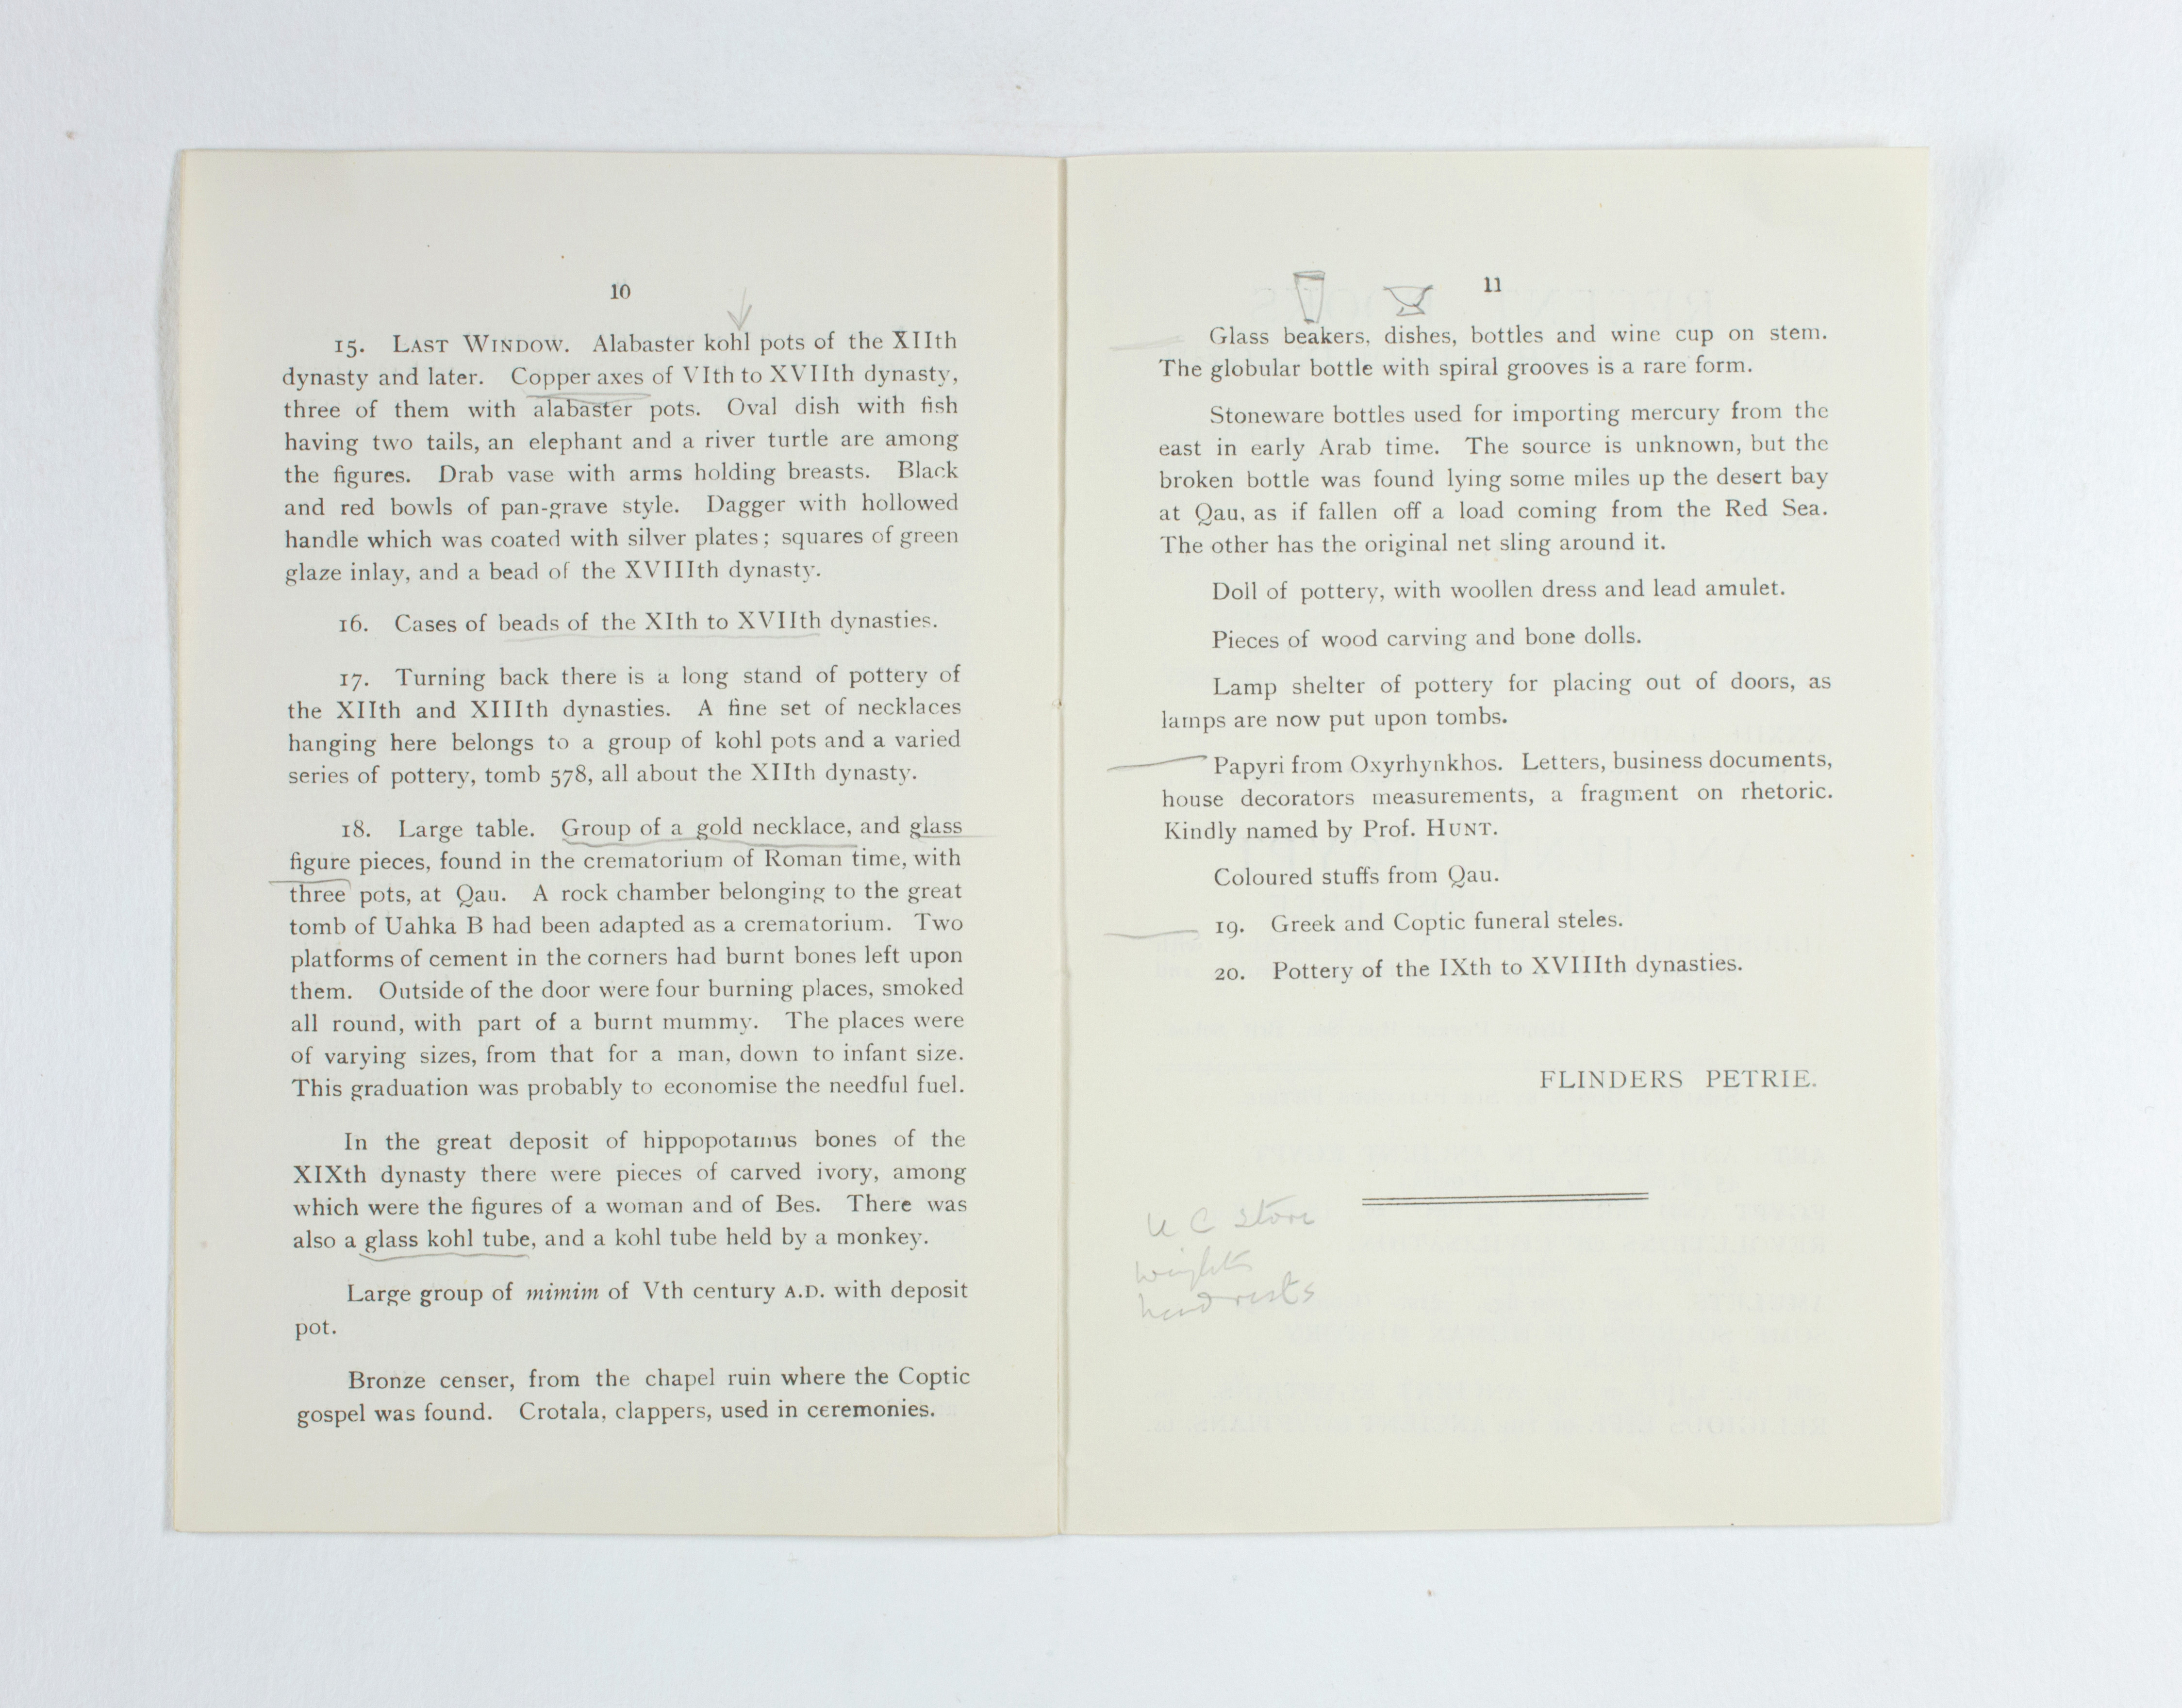 10
15. LAST WINDOW. Alabaster kohl pots of the XIIth
dynasty and later. Copper axes of VIth to XVIIth dynasty,
three of them with alabaster pots. Oval dish with fish
having two tails, an elephant and a river turtle are among
the figures. Drab vase with arms holding breasts. Black
and red bowls of pan-grave style. Dagger with hollowed
handle which was coated with silver plates; squares of green
glaze inlay, and a bead of the XVIIIth dynasty.
16. Cases of beads of the XIth to XVIIth dynasties.
17. Turning back there is a long stand of pottery of
the XIIth and XIIIth dynasties. A fine set of necklaces
hanging here belongs to a group of kohl pots and a varied
series of pottery, tomb 578, all about the XIIth dynasty.
18. Large table. Group of a gold necklace, and glass
figure pieces, found in the crematorium of Roman time, with
three pots, at Qau. A rock chamber belonging to the great
tomb of Uahka B had been adapted as a crematorium. Two
platforms of cement in the corners had burnt bones left upon
them. Outside of the door were four burning places, smoked
all round, with part of a burnt mummy. The places were
of varying sizes, from that for a man, down to infant size.
This graduation was probably to economise the needful fuel.
In the great deposit of hippopotamus bones of the
XIXth dynasty there were pieces of carved ivory, among
which were the figures of a woman and of Bes. There was
also a glass kohl tube, and a kohl tube held by a monkey.
Large group of mimim of Vth century A.D. with deposit
pot.
Bronze censer, from the chapel ruin where the Coptic
gospel was found. Crotala, clappers, used in ceremonies.
11
Glass beakers, dishes, bottles and wine cup on stem.
The globular bottle with spiral grooves is a rare form.
Stoneware bottles used for importing mercury from the
east in early Arab time. The source is unknown, but the
broken bottle was found lying some miles up the desert bay
at Qau, as if fallen off a load coming from the Red Sea.
The other has the original net sling around it.
Doll of pottery, with woollen dress and lead amulet.
Pieces of wood carving and bone dolls.
Lamp shelter of pottery for placing out of doors, as
lamps are now put upon tombs.
Papyri from Oxyrhynkhos. Letters, business documents,
house decorators measurements, a fragment on rhetoric.
Kindly named by Prof. HUNT.
Coloured stuffs from Qau.
19. Greek and Coptic funeral steles.
20. Pottery of the IXth to XVIIIth dynasties.
FLINDERS PETRIE.
U C Store
weights
head rests